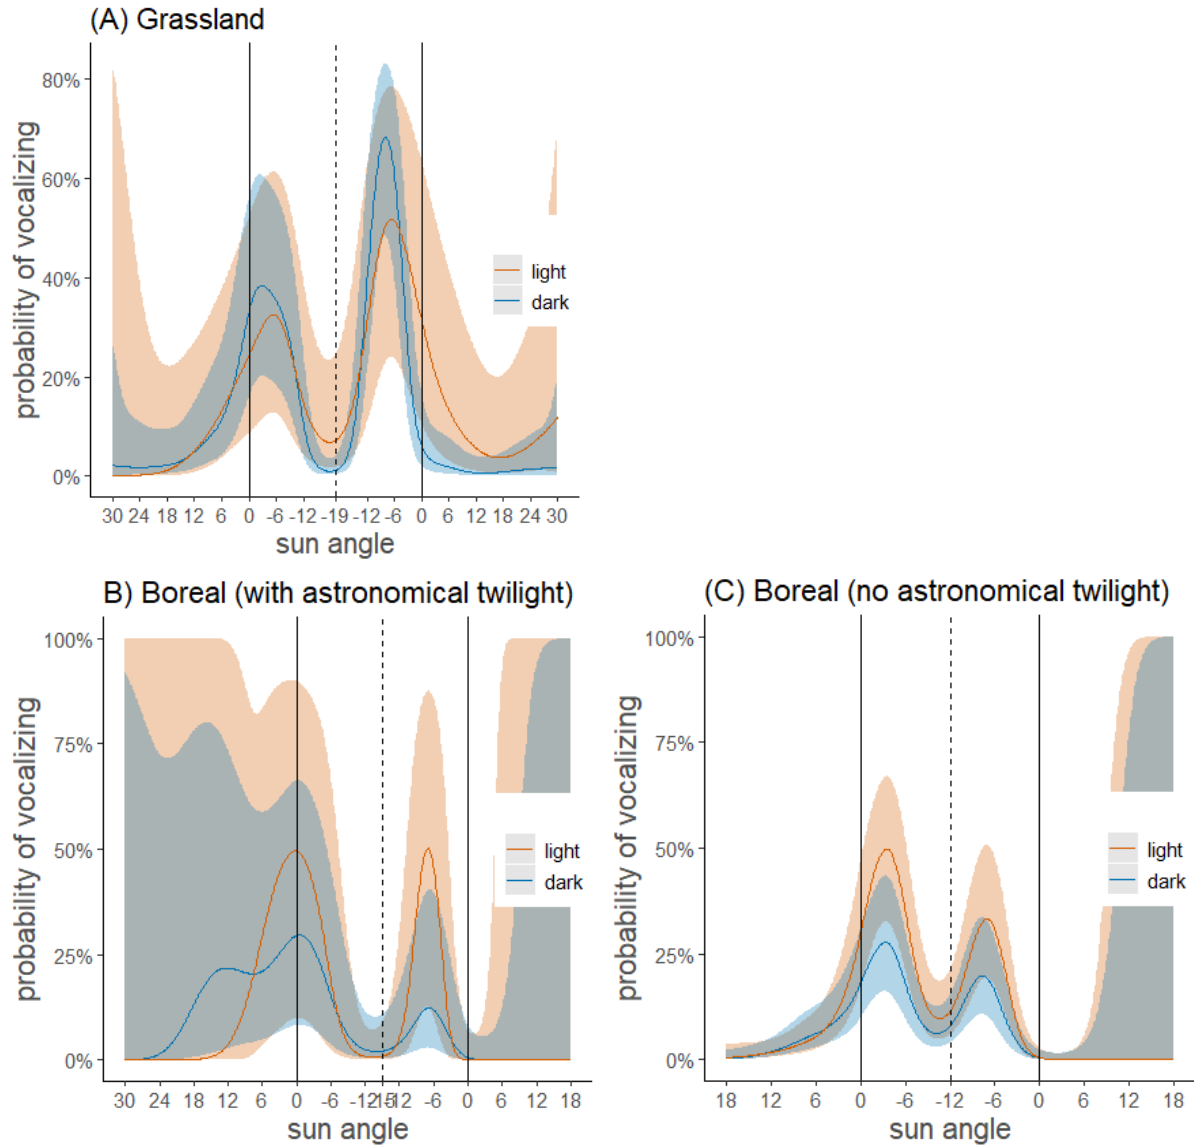 (A) Grassland
probability of vocalizing
80%
60%
40%
20%
0%
light
dark
30 24 18 12 6 0 -6 -12 -19 -12 -6 0 6 12 18 24 30
sun angle
B) Boreal (with astronomical twilight)
probability of vocalizing
100%
75%
50%
25%
0%
light
dark
30 24 18 12 6 0 -6 -12 -15 -12 -6 0 6 12 18
sun angle
(C) Boreal (no astronomical twilight)
probability of vocalizing
100%
75%
50%
25%
0%
light
dark
18 12 6 0 -6 -12 -6 0 6 12 18
sun angle